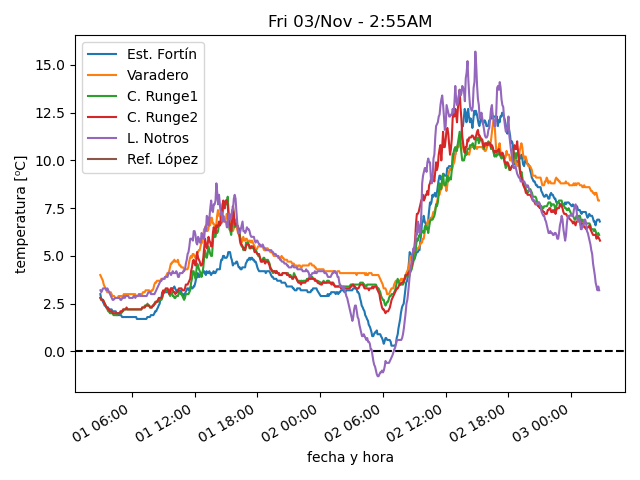 Fri 03/Nov - 2:55AM
Est. Fortín
Varadero
C. Runge1
C. Runge2
L. Notros
Ref. López
temperatura [ºC]
15.0
12.5
10.0
7.5
5.0
2.5
0.0
01 06:00
01 12:00
01 18:00
02 00:00
02 06:00
02 12:00
02 18:00
03 00:00
fecha y hora